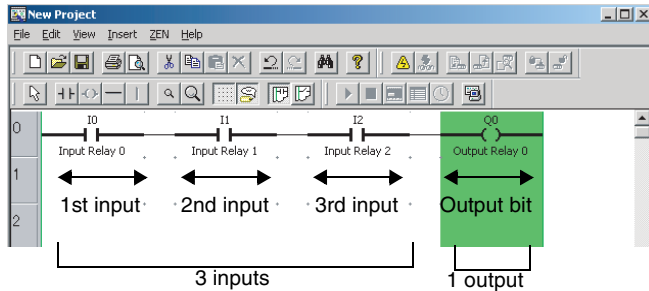 New Project
File Edit View Insert ZEN Help
0 I0 I1 I2 Q0
Input Relay 0 Input Relay 1 Input Relay 2 Output Relay 0
1
1st input 2nd input 3rd input Output bit
2
3 inputs 1 output